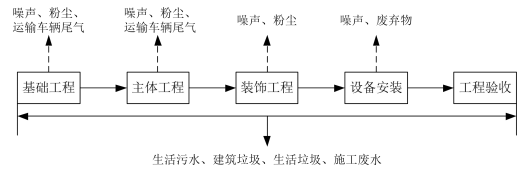 噪声、粉尘、
运输车辆尾气
噪声、粉尘、
运输车辆尾气
噪声、粉尘
噪声、废弃物
基础工程
主体工程
装饰工程
设备安装
工程验收
生活污水、建筑垃圾、生活垃圾、施工废水